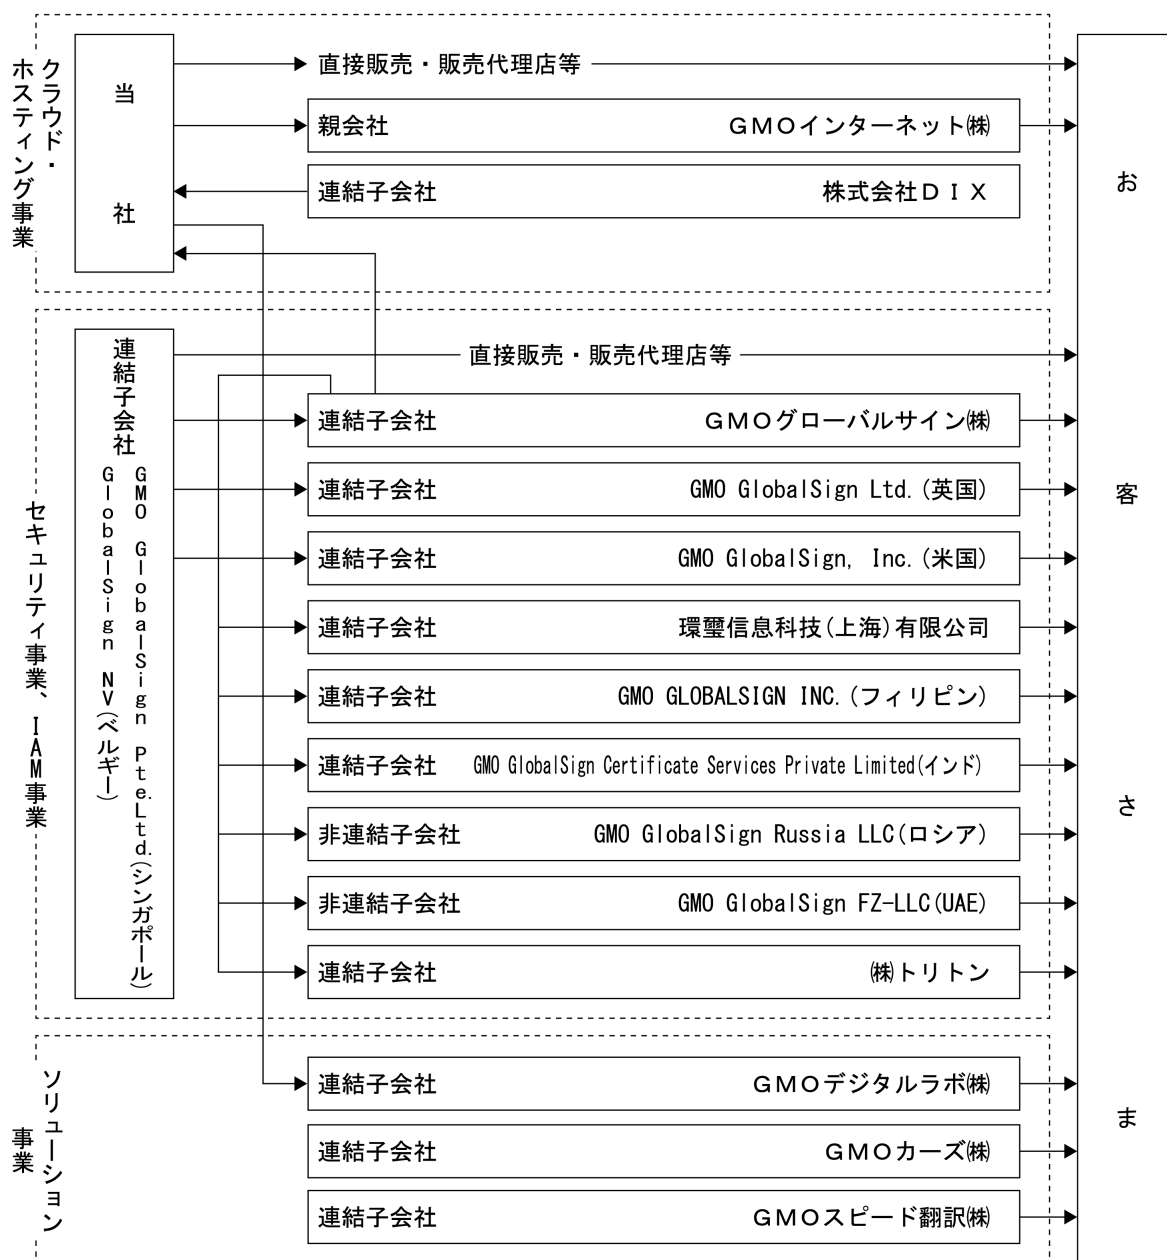 クラウド・
ホスティング事業
当社
直接販売・販売代理店等
親会社 GMOインターネット㈱
連結子会社 株式会社DIX
セキュリティ事業、IAM事業
連結子会社
GMO GlobalSign Pte.Ltd.(シンガポール)
GlobalSign NV(ベルギー)
直接販売・販売代理店等
連結子会社 GMOグローバルサイン㈱
連結子会社 GMO GlobalSign Ltd.(英国)
連結子会社 GMO GlobalSign, Inc.(米国)
連結子会社 環璽信息科技(上海)有限公司
連結子会社 GMO GLOBALSIGN INC.(フィリピン)
連結子会社 GMO GlobalSign Certificate Services Private Limited(インド)
非連結子会社 GMO GlobalSign Russia LLC(ロシア)
非連結子会社 GMO GlobalSign FZ-LLC(UAE)
連結子会社 ㈱トリトン
ソリューション
事業
連結子会社 GMOデジタルラボ㈱
連結子会社 GMOカーズ㈱
連結子会社 GMOスピード翻訳㈱
お客さま